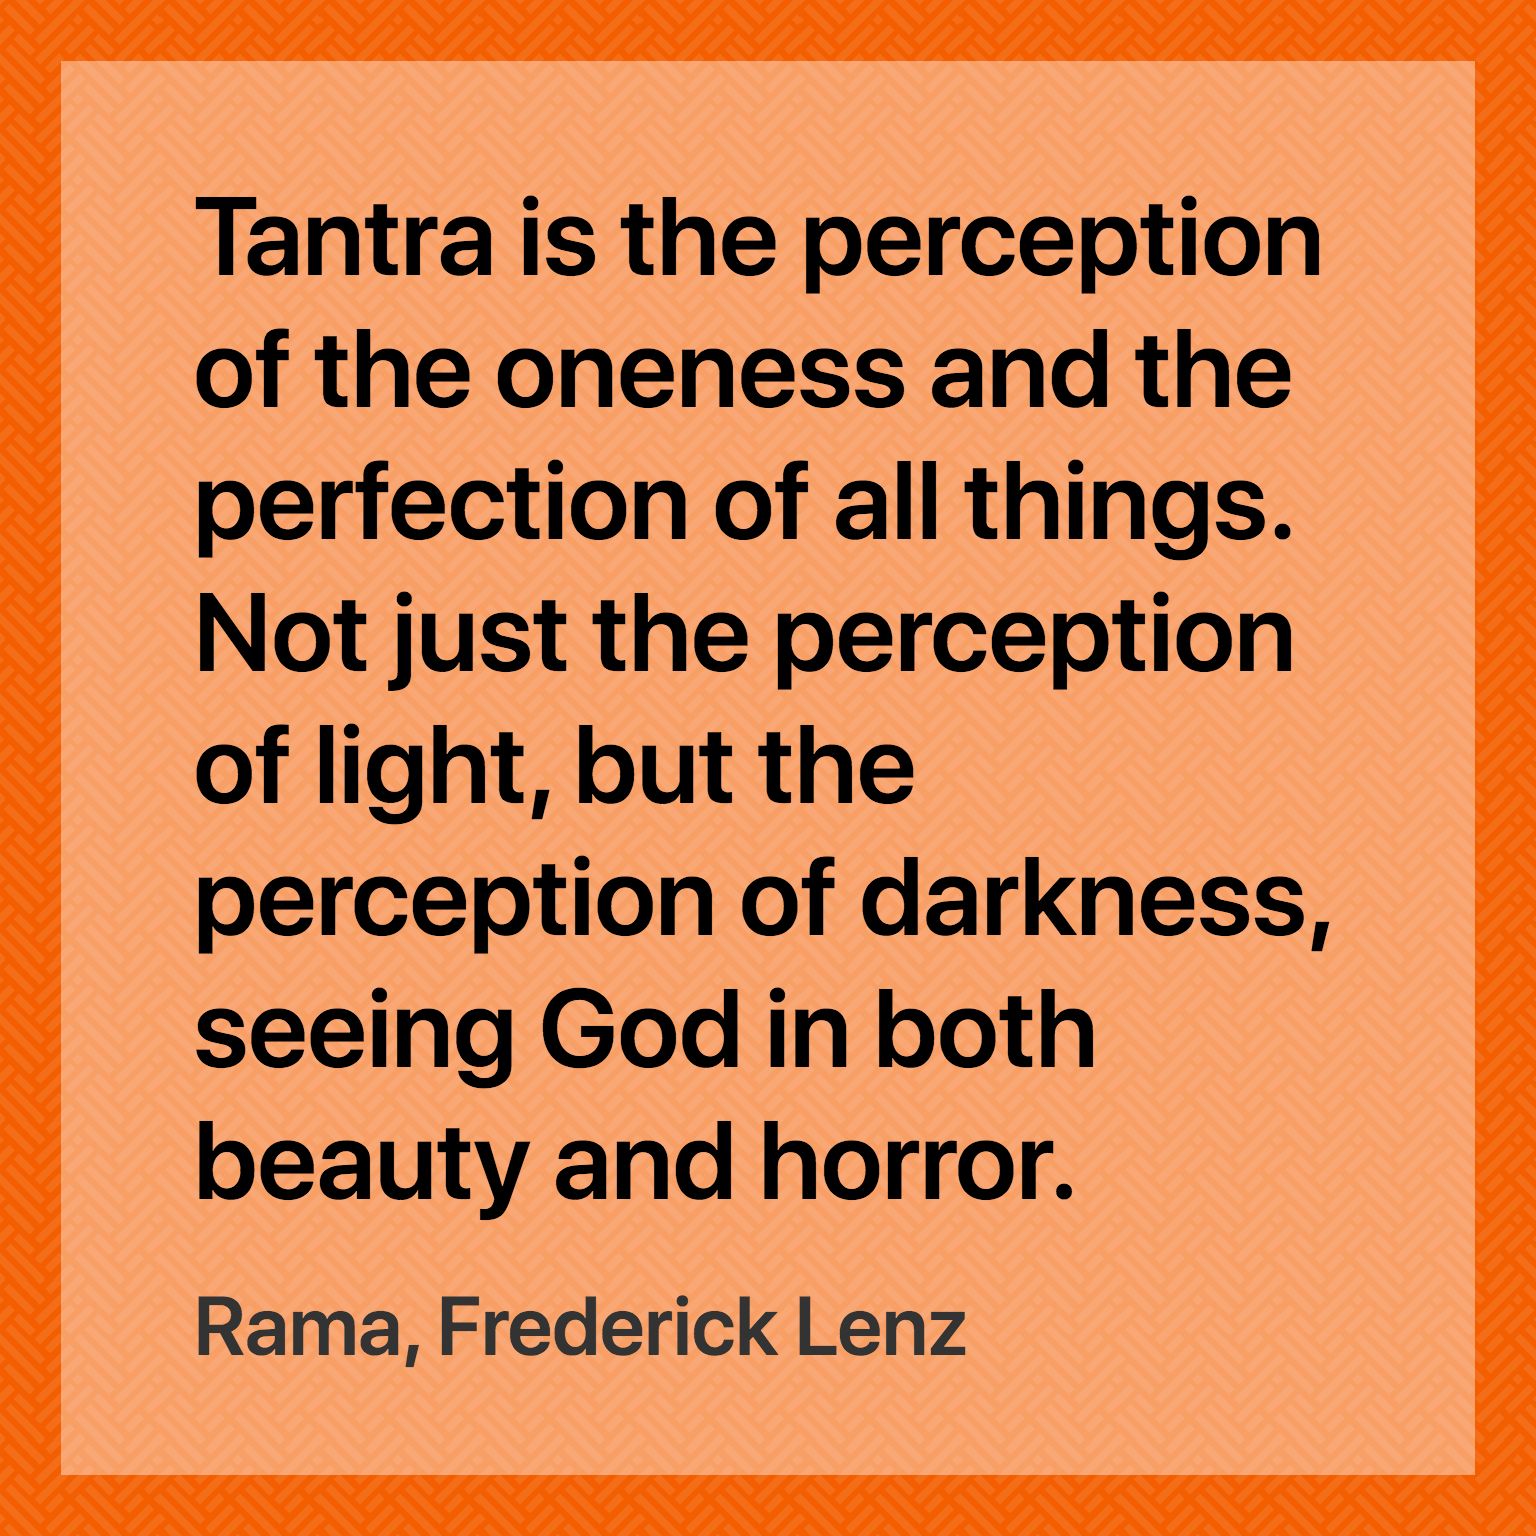 Tantra is the perception
of the oneness and the
perfection of all things.
Not just the perception
of light, but the
perception of darkness,
seeing God in both
beauty and horror.
Rama, Frederick Lenz